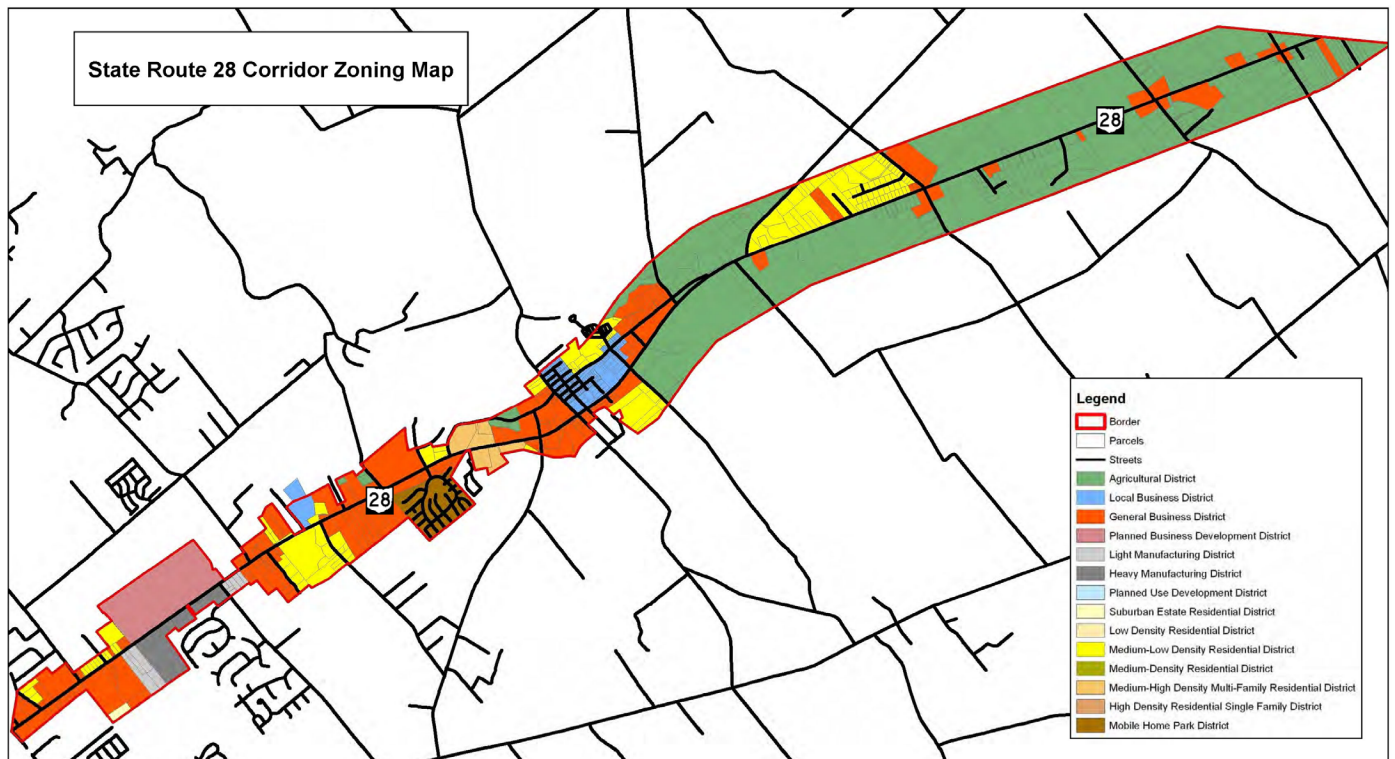 State Route 28 Corridor Zoning Map
28
28
Legend
Border
Parcels
Streets
Agricultural District
Local Business District
General Business District
Planned Business Development District
Light Manufacturing District
Heavy Manufacturing District
Planned Use Development District
Suburban Estate Residential District
Low Density Residential District
Medium-Low Density Residential District
Medium-Density Residential District
Medium-High Density Multi-Family Residential District
High Density Residential Single Family District
Mobile Home Park District